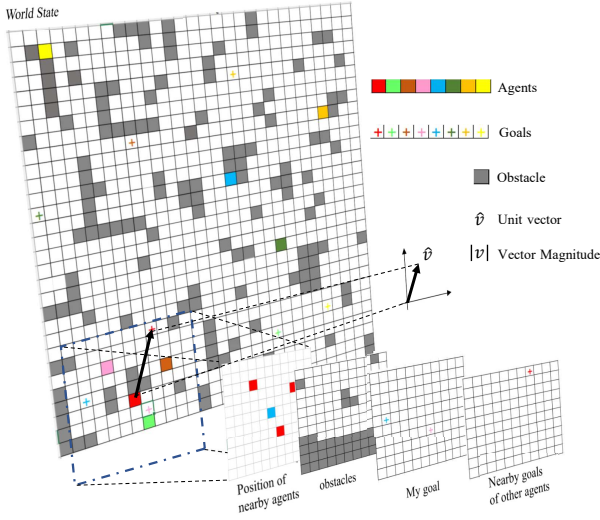 World State
Agents
Goals
Obstacle
v̂ Unit vector
|v| Vector Magnitude
v̂
Position of
nearby agents
obstacles
My goal
Nearby goals
of other agents